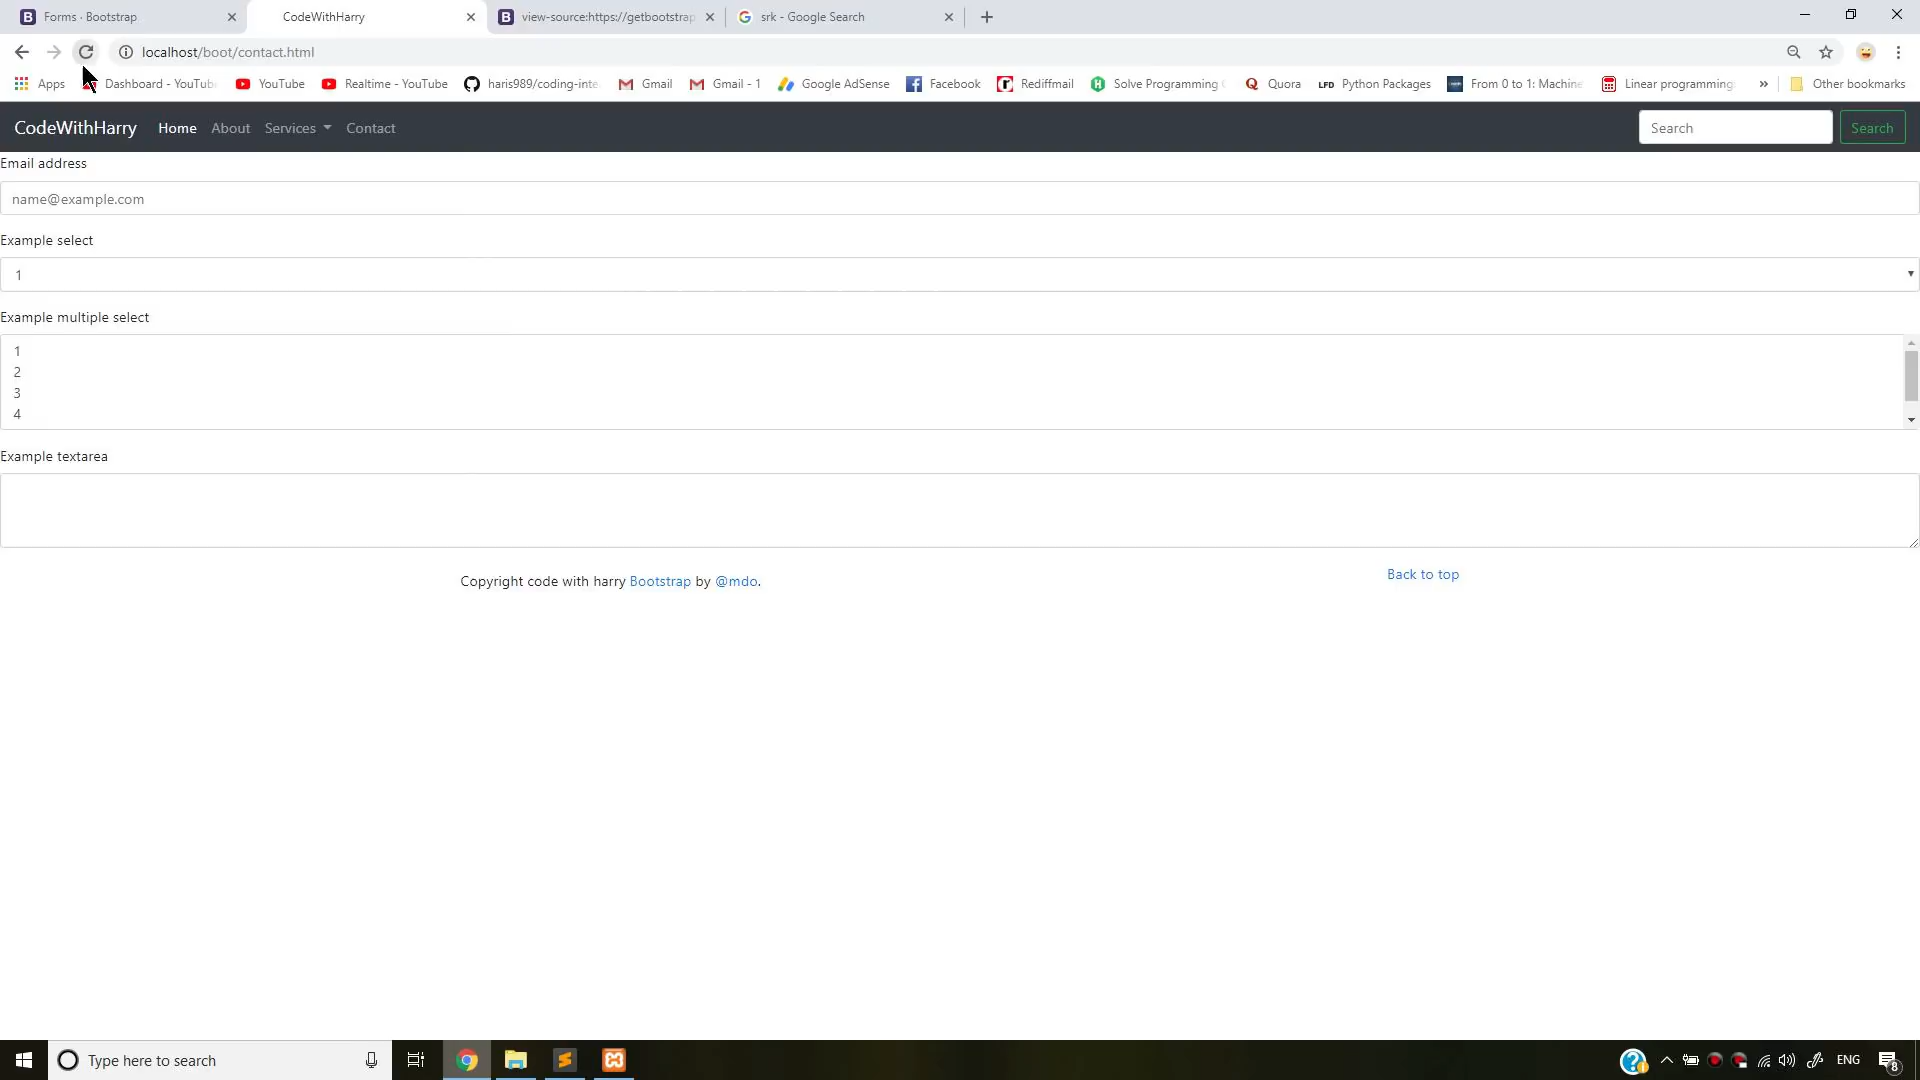 Forms · Bootstrap
CodeWithHarry
view-source:https://getbootstrap
srk - Google Search
localhost/boot/contact.html
Apps
Dashboard - YouTub
YouTube
Realtime - YouTube
haris989/coding-inte
Gmail
Gmail - 1
Google AdSense
Facebook
Rediffmail
Solve Programming
Quora
LFD Python Packages
From 0 to 1: Machine
Linear programming
»
Other bookmarks
CodeWithHarry Home About Services Contact
Search
Search
Email address
name@example.com
Example select
1
Example multiple select
1
2
3
4
Example textarea
Copyright code with harry Bootstrap by @mdo.
Back to top
Type here to search
ENG
8